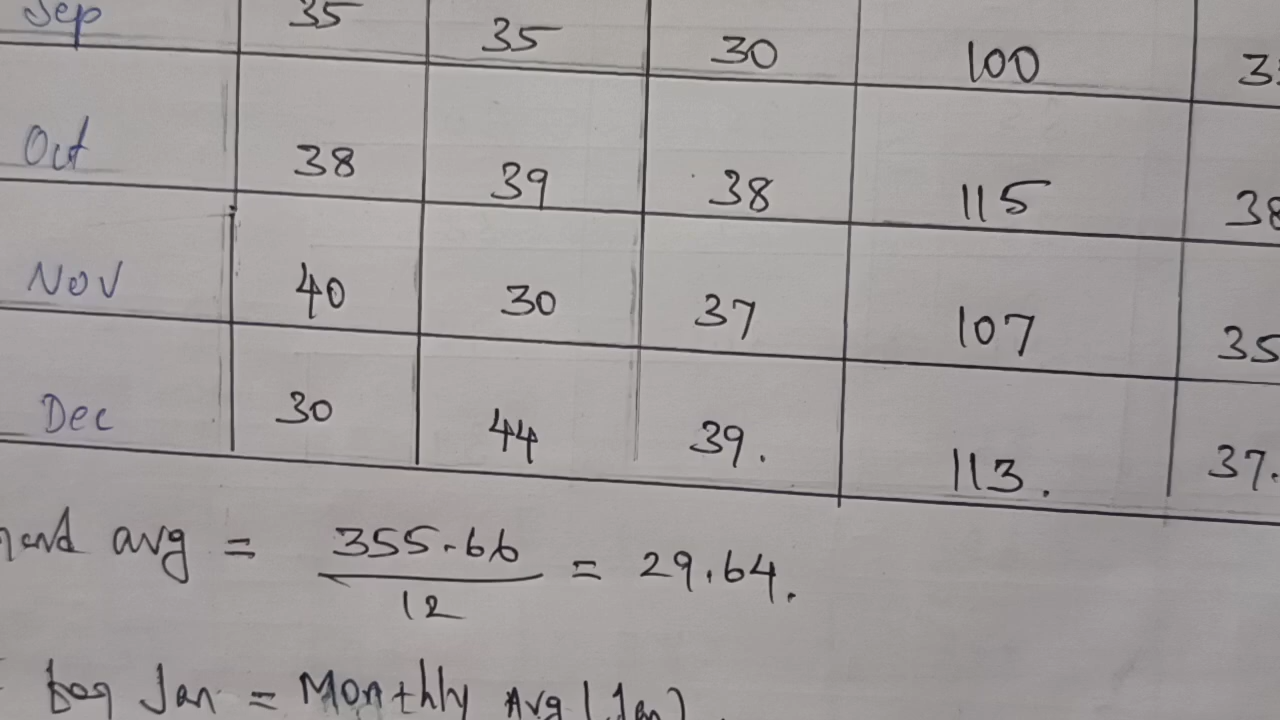 Sep 35 35 30 100
Oct 38 39 38 115
Nov 40 30 37 107 35
Dec 30 44 39. 113. 37.
avg = 355.66 / 12 = 29.64.
for Jan = Monthly Avg (Jan)